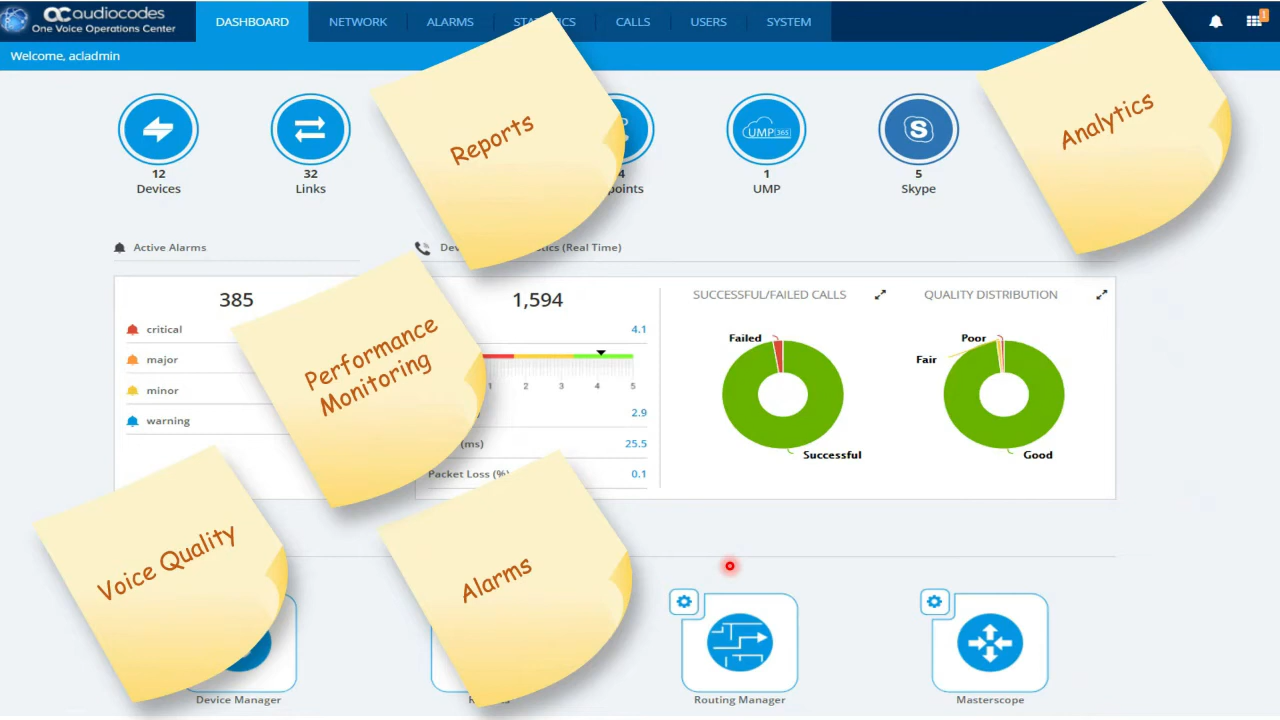 audiocodes
One Voice Operations Center
DASHBOARD
NETWORK
ALARMS
CALLS
USERS
SYSTEM
1
Welcome, acladmin
Reports
Analytics
UMP 365
S
12
Devices
32
Links
4
1
UMP
5
Skype
Active Alarms
(Real Time)
385
critical
major
minor
warning
Performance
Monitoring
1,594
4.1
1 2 3 4 5
2.9
(ms) 25.5
Packet Loss (%) 0.1
SUCCESSFUL/FAILED CALLS
Failed
Successful
QUALITY DISTRIBUTION
Poor
Fair
Good
Voice Quality
Alarms
Device Manager
Routing Manager
Masterscope